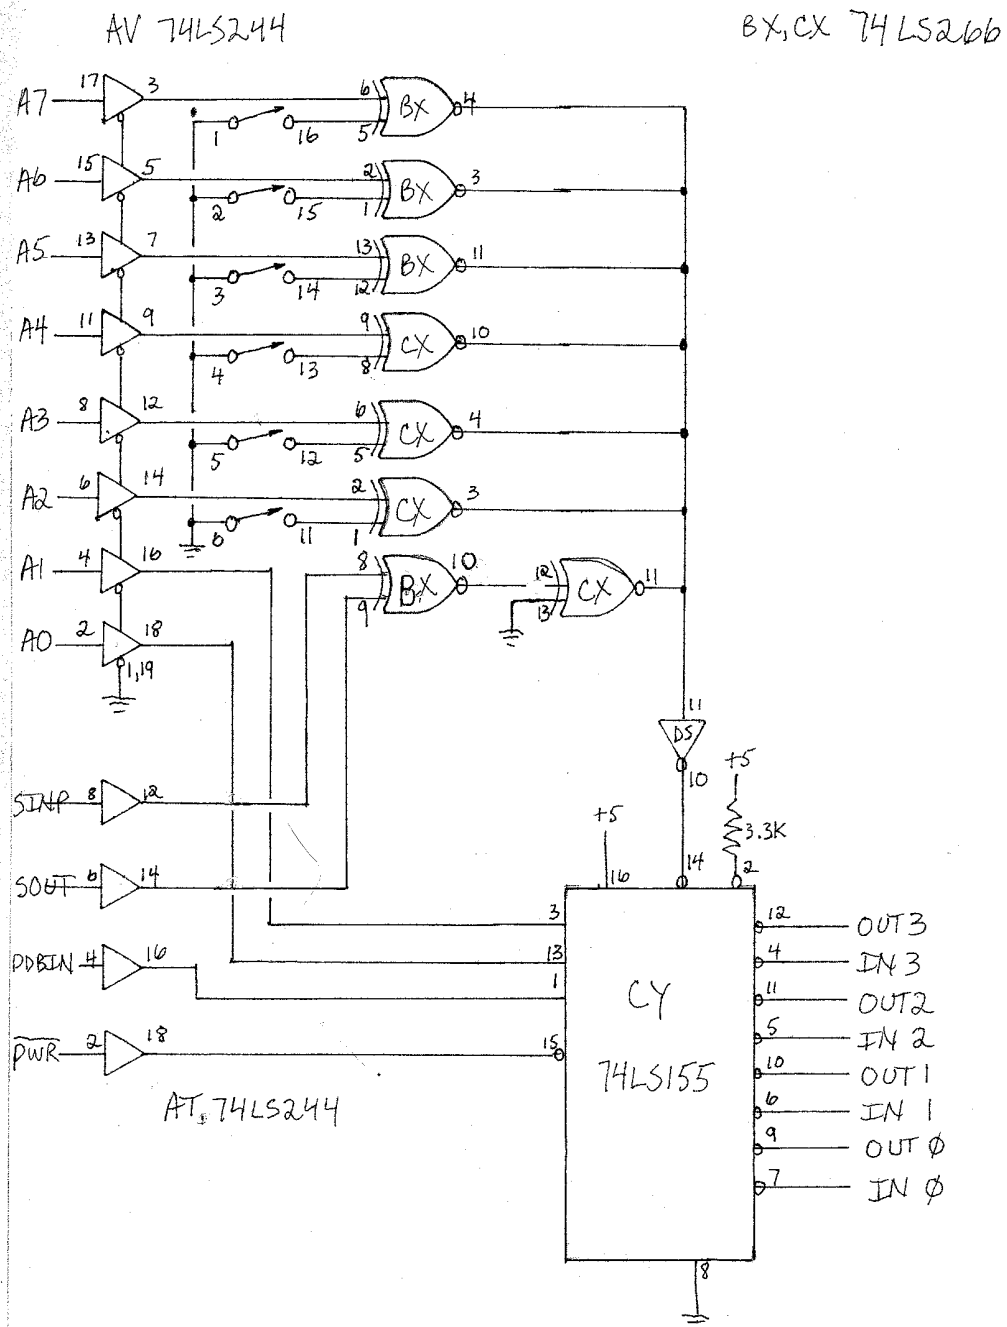 AV 74LS244
BX,CX 74LS266
A7 17 3 6 BX 4
1 16 5
A6 15 5 2 BX 3
2 15 1
A5 13 7 13 BX 11
3 14 12
A4 11 9 9 CX 10
4 13 8
A3 8 12 6 CX 4
5 12 5
A2 6 14 2 CX 3
6 11 1
A1 4 16 8 BX 10 12 CX 11
9 13
A0 2 18
1,19
11
DS
10
+5
SINP 8 12
+5
3.3K
SOUT 6 14
16 14 2
3 12 OUT3
PDBIN 4 16
13 4 IN3
1 CY 11 OUT2
5 IN 2
PWR 2 18 15
74LS155 10 OUT1
AT, 74LS244
6 IN 1
9 OUT Ø
7 IN Ø
8